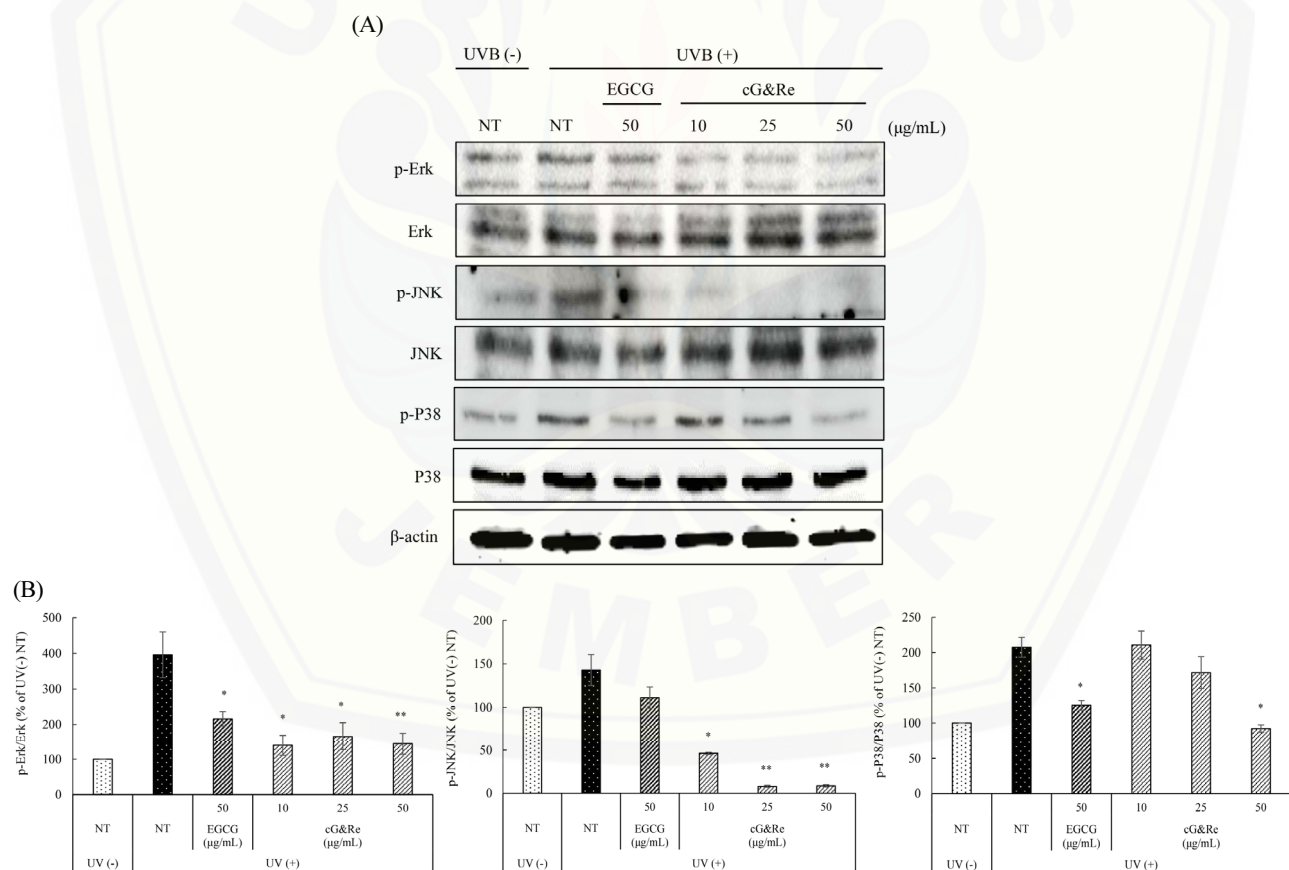 (A)
UVB (-) UVB (+)
EGCG cG&Re
NT NT 50 10 25 50 (μg/mL)
p-Erk
Erk
p-JNK
JNK
p-P38
P38
β-actin
(B)
p-Erk/Erk (% of UV(-) NT)
500
400
300
200
100
0
* * * **
50 10 25 50
NT NT EGCG cG&Re
(μg/mL) (μg/mL)
UV (-) UV (+)
p-JNK/JNK (% of UV(-) NT)
200
150
100
50
0
* ** **
50 10 25 50
NT NT EGCG cG&Re
(μg/mL) (μg/mL)
UV (-) UV (+)
p-P38/P38 (% of UV(-) NT)
250
200
150
100
50
0
* *
50 10 25 50
NT NT EGCG cG&Re
(μg/mL) (μg/mL)
UV (-) UV (+)
JEMBER